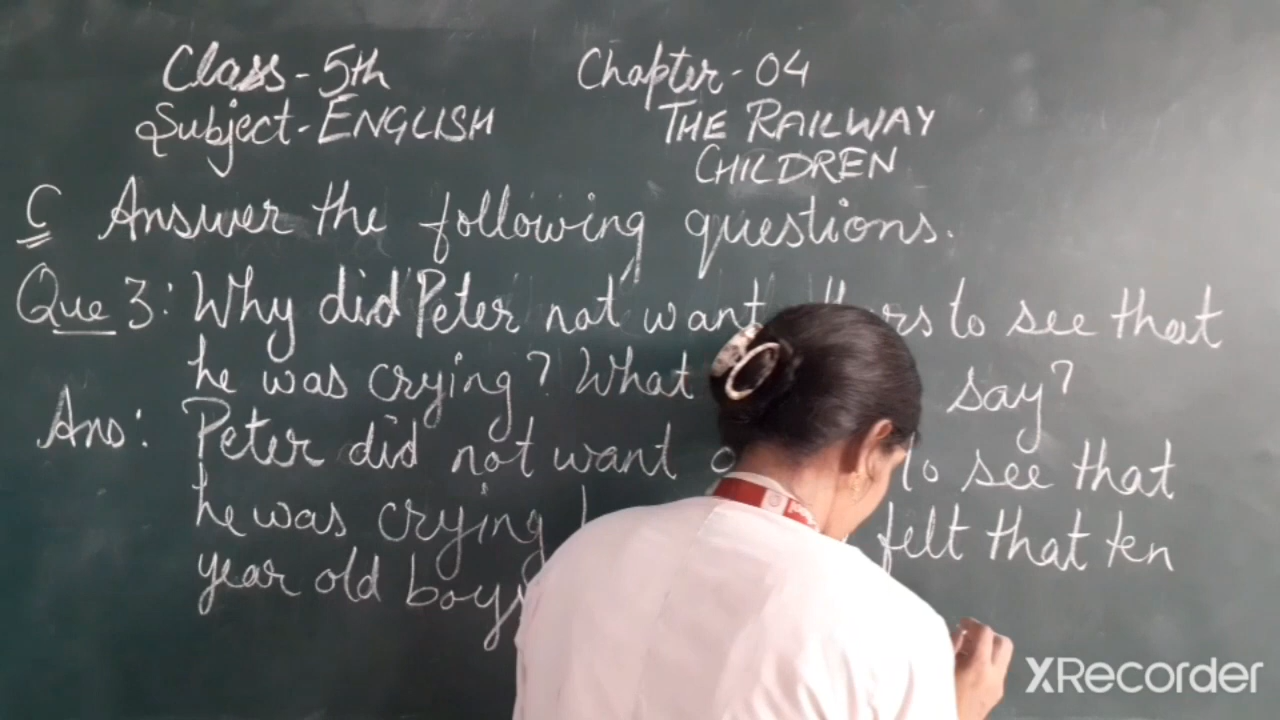 Class - 5th Chapter - 04
Subject - ENGLISH THE RAILWAY
CHILDREN
C Answer the following questions.
Que 3: Why did Peter not want to see that
he was crying? What say?
Ans: Peter did not want to see that
he was crying felt that ten
year old boys
XRecorder